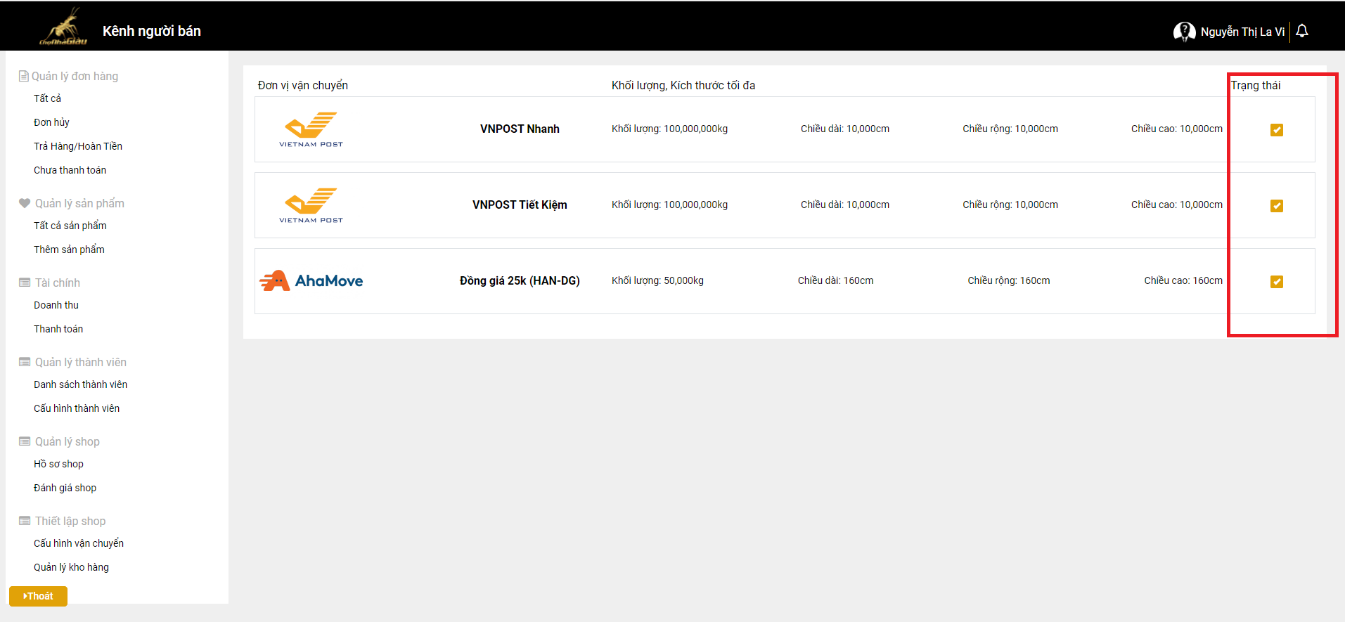 ChợNhàGiàu
Kênh người bán
Nguyễn Thị La Vi
Quản lý đơn hàng
Tất cả
Đơn hủy
Trả Hàng/Hoàn Tiền
Chưa thanh toán
Quản lý sản phẩm
Tất cả sản phẩm
Thêm sản phẩm
Tài chính
Doanh thu
Thanh toán
Quản lý thành viên
Danh sách thành viên
Cấu hình thành viên
Quản lý shop
Hồ sơ shop
Đánh giá shop
Thiết lập shop
Cấu hình vận chuyển
Quản lý kho hàng
Thoát
Đơn vị vận chuyển Khối lượng, Kích thước tối đa Trạng thái
VIETNAM POST VNPOST Nhanh Khối lượng: 100,000,000kg Chiều dài: 10,000cm Chiều rộng: 10,000cm Chiều cao: 10,000cm
VIETNAM POST VNPOST Tiết Kiệm Khối lượng: 100,000,000kg Chiều dài: 10,000cm Chiều rộng: 10,000cm Chiều cao: 10,000cm
AhaMove Đồng giá 25k (HAN-DG) Khối lượng: 50,000kg Chiều dài: 160cm Chiều rộng: 160cm Chiều cao: 160cm